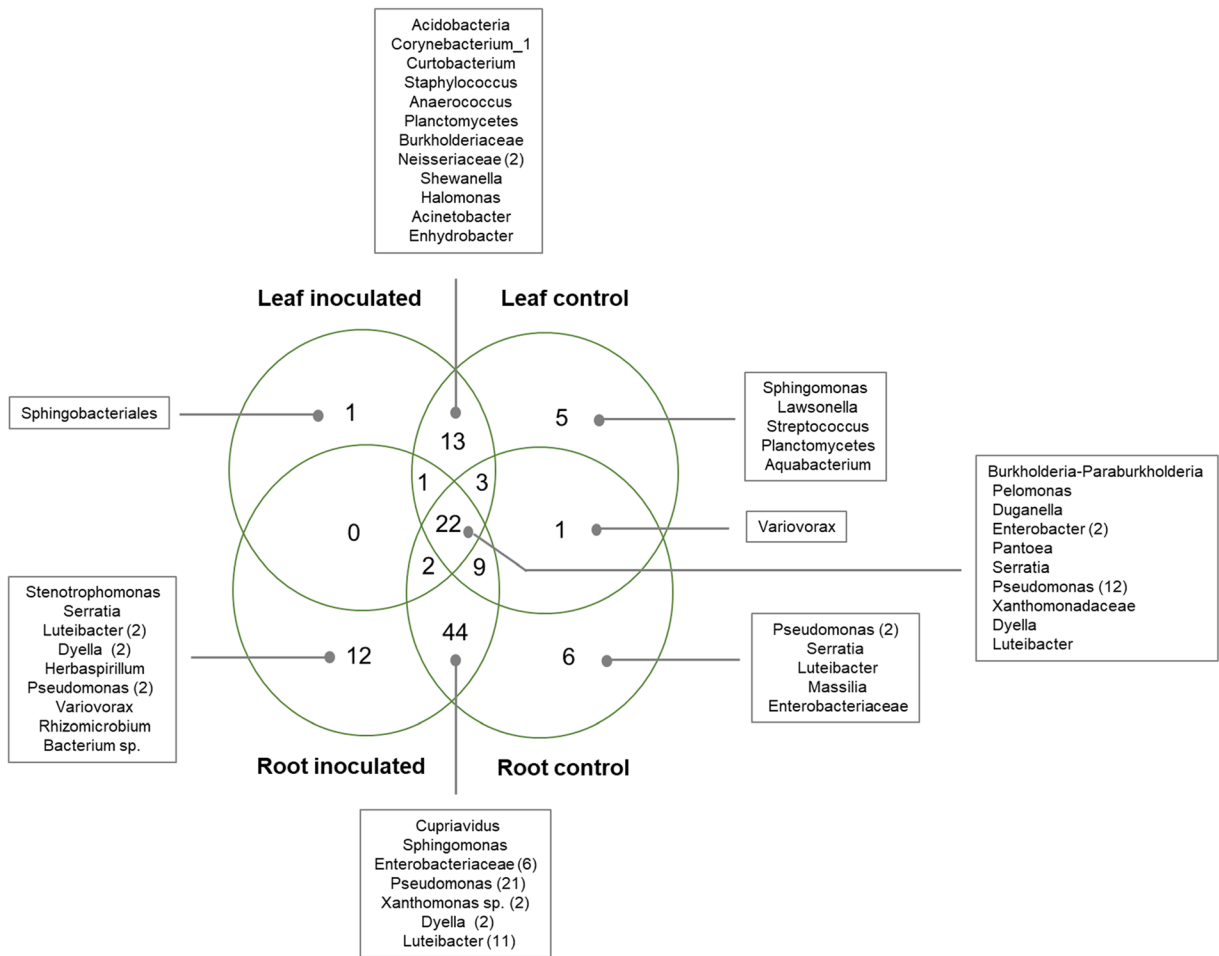 Acidobacteria
Corynebacterium_1
Curtobacterium
Staphylococcus
Anaerococcus
Planctomycetes
Burkholderiaceae
Neisseriaceae (2)
Shewanella
Halomonas
Acinetobacter
Enhydrobacter
Leaf inoculated
Leaf control
Sphingobacteriales
1
13
5
Sphingomonas
Lawsonella
Streptococcus
Planctomycetes
Aquabacterium
1
3
0
22
1
Variovorax
Burkholderia-Paraburkholderia
Pelomonas
Duganella
Enterobacter (2)
Pantoea
Serratia
Pseudomonas (12)
Xanthomonadaceae
Dyella
Luteibacter
2
9
Stenotrophomonas
Serratia
Luteibacter (2)
Dyella (2)
Herbaspirillum
Pseudomonas (2)
Variovorax
Rhizomicrobium
Bacterium sp.
12
44
6
Pseudomonas (2)
Serratia
Luteibacter
Massilia
Enterobacteriaceae
Root inoculated
Root control
Cupriavidus
Sphingomonas
Enterobacteriaceae (6)
Pseudomonas (21)
Xanthomonas sp. (2)
Dyella (2)
Luteibacter (11)